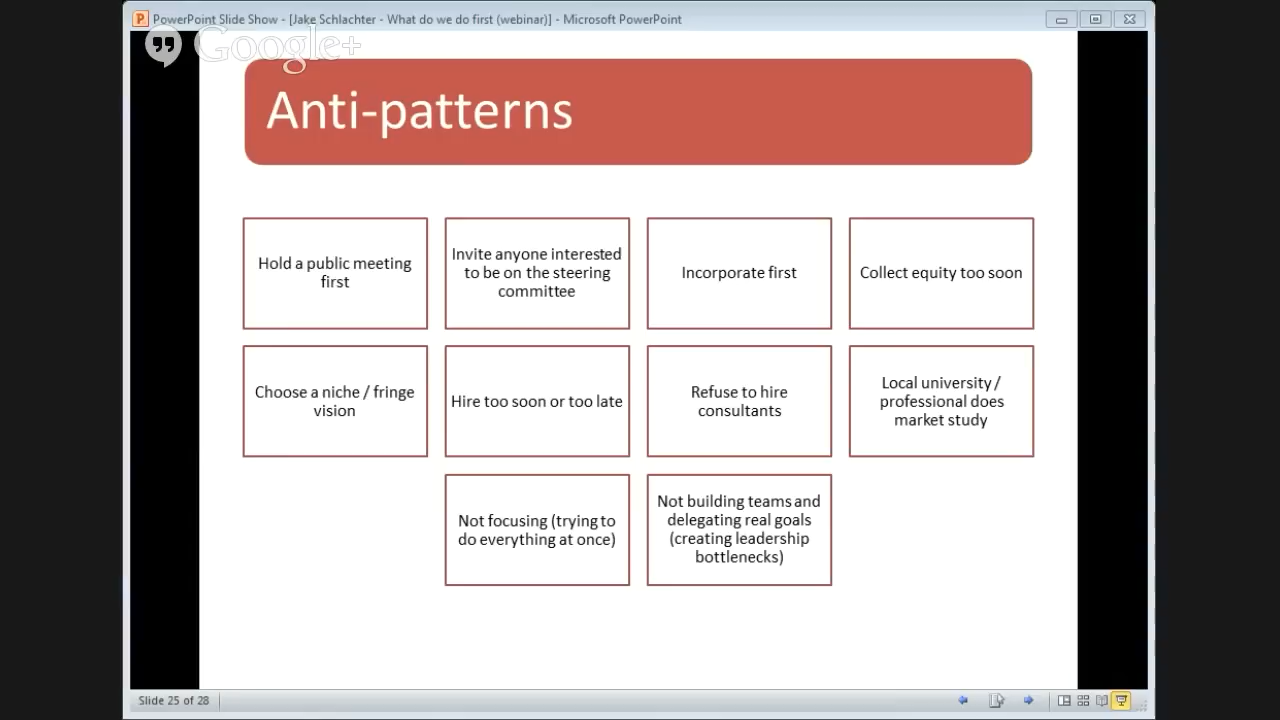 PowerPoint Slide Show - [Jake Schlachter - What do we do first (webinar)] - Microsoft PowerPoint
Google+
Anti-patterns
Hold a public meeting
first
Invite anyone interested
to be on the steering
committee
Incorporate first
Collect equity too soon
Choose a niche / fringe
vision
Hire too soon or too late
Refuse to hire
consultants
Local university /
professional does
market study
Not focusing (trying to
do everything at once)
Not building teams and
delegating real goals
(creating leadership
bottlenecks)
Slide 25 of 28